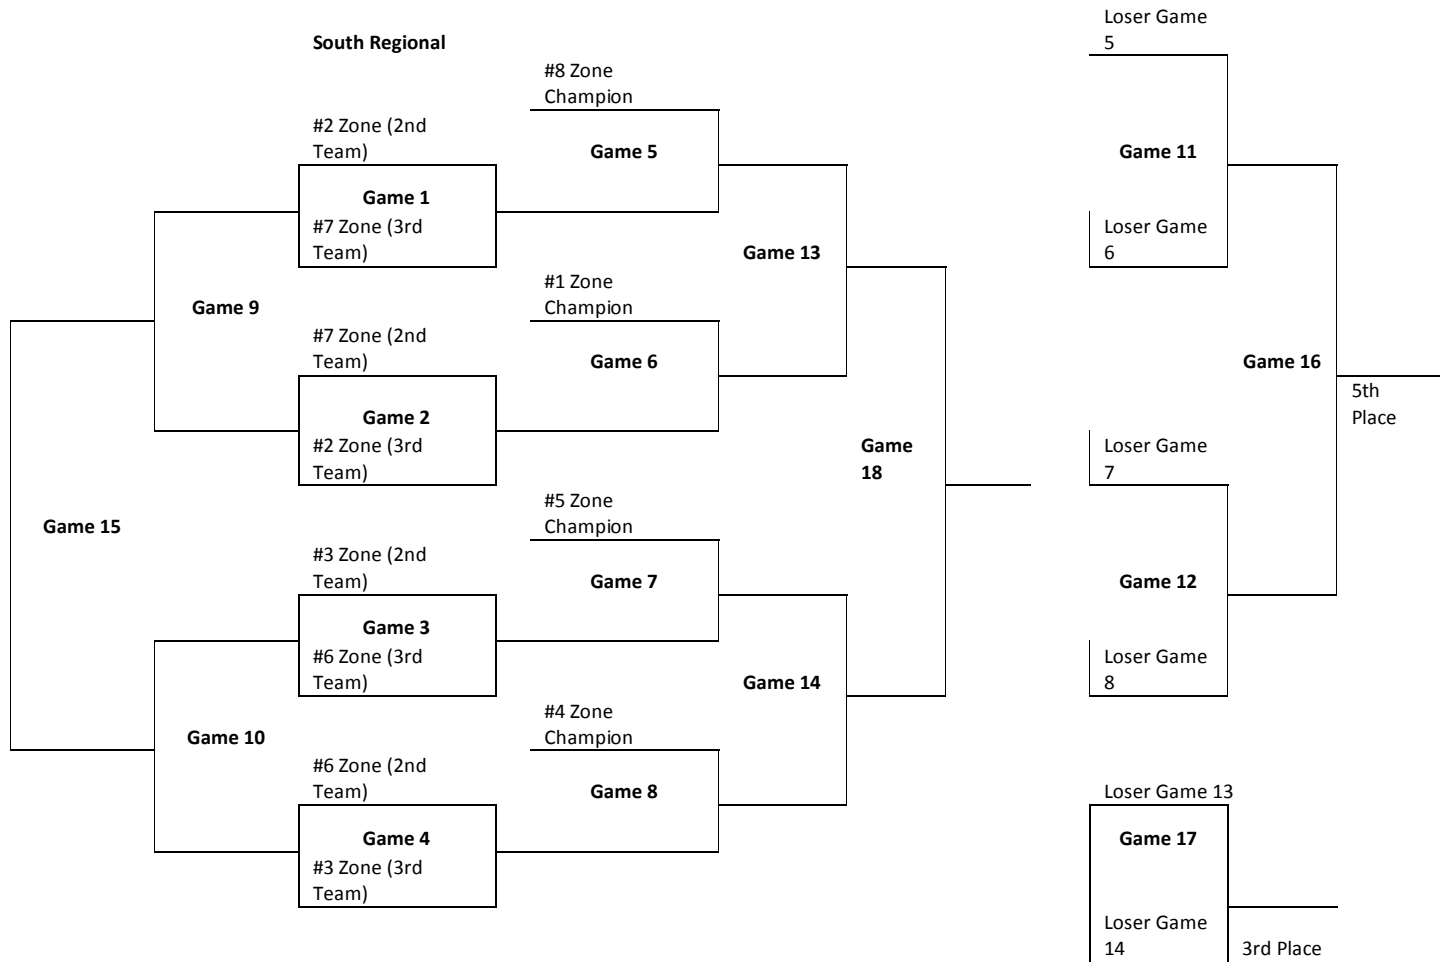 South Regional
Loser Game
5
#8 Zone
Champion
#2 Zone (2nd
Team)
Game 5
Game 11
Game 1
#7 Zone (3rd
Team)
Loser Game
6
Game 13
#1 Zone
Champion
Game 9
#7 Zone (2nd
Team)
Game 6
Game 16
5th
Place
Game 2
#2 Zone (3rd
Team)
Game
18
Loser Game
7
#5 Zone
Champion
Game 15
#3 Zone (2nd
Team)
Game 7
Game 12
Game 3
#6 Zone (3rd
Team)
Loser Game
8
Game 14
#4 Zone
Champion
Game 10
#6 Zone (2nd
Team)
Game 8
Loser Game 13
Game 4
Game 17
#3 Zone (3rd
Team)
Loser Game
14
3rd Place